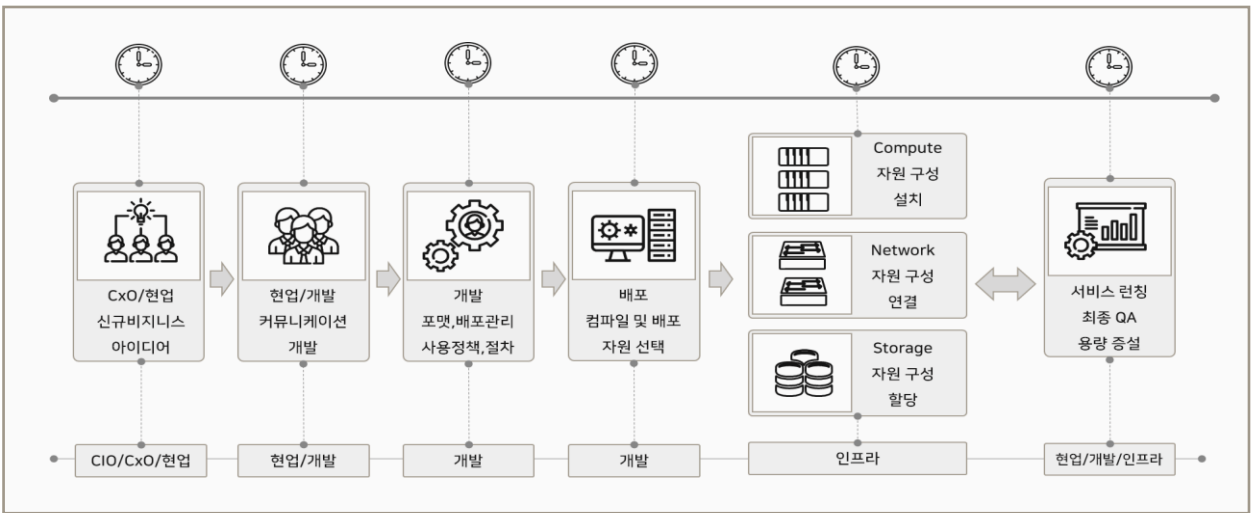 CxO/현업
신규비지니스
아이디어
현업/개발
커뮤니케이션
개발
개발
포맷,배포관리
사용정책,절차
배포
컴파일 및 배포
자원 선택
Compute
자원 구성
설치
Network
자원 구성
연결
Storage
자원 구성
할당
서비스 런칭
최종 QA
용량 증설
CIO/CxO/현업
현업/개발
개발
개발
인프라
현업/개발/인프라